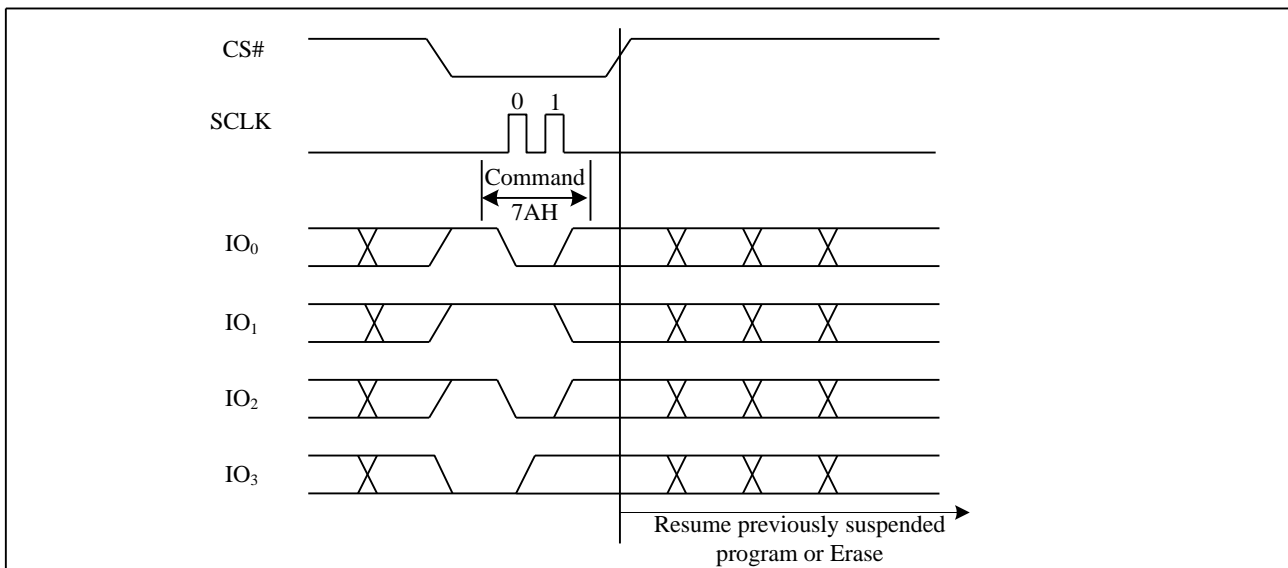 CS#
0 1
SCLK
Command
7AH
IO₀
IO₁
IO₂
IO₃
Resume previously suspended
program or Erase